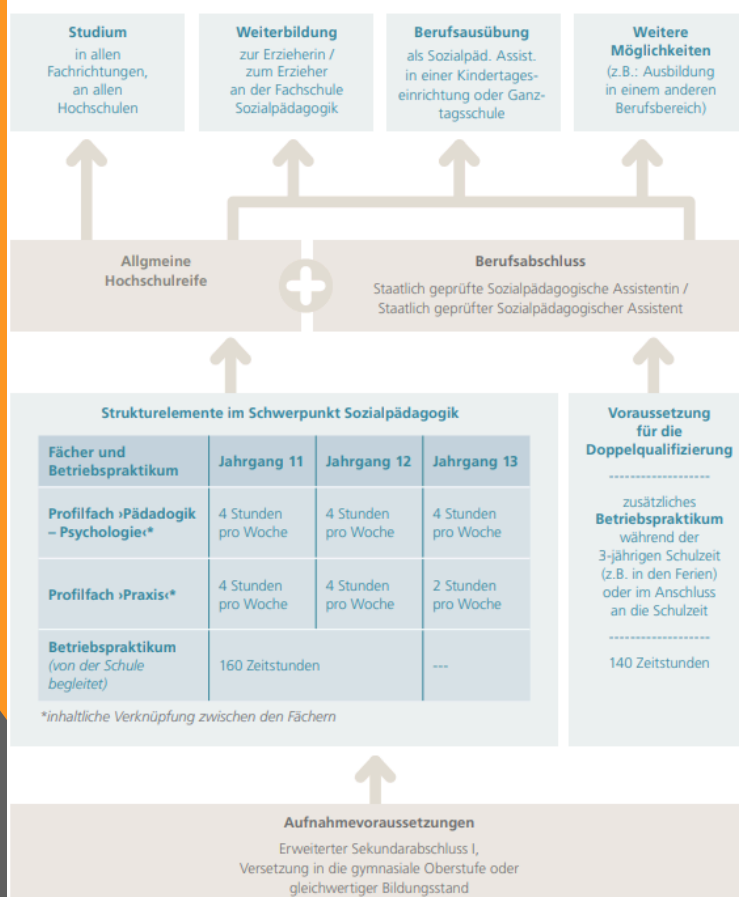 Studium
in allen
Fachrichtungen,
an allen
Hochschulen
Weiterbildung
zur Erzieherin /
zum Erzieher
an der Fachschule
Sozialpädagogik
Berufsausübung
als Sozialpäd. Assist.
in einer Kindertages-
einrichtung oder Ganz-
tagsschule
Weitere
Möglichkeiten
(z.B.: Ausbildung
in einem anderen
Berufsbereich)
Allgmeine
Hochschulreife
Berufsabschluss
Staatlich geprüfte Sozialpädagogische Assistentin /
Staatlich geprüfter Sozialpädagogischer Assistent
Strukturelemente im Schwerpunkt Sozialpädagogik
Fächer und
Betriebspraktikum
Jahrgang 11
Jahrgang 12
Jahrgang 13
Profilfach ›Pädadogik
– Psychologie‹*
4 Stunden
pro Woche
4 Stunden
pro Woche
4 Stunden
pro Woche
Profilfach ›Praxis‹*
4 Stunden
pro Woche
4 Stunden
pro Woche
2 Stunden
pro Woche
Betriebspraktikum
(von der Schule
begleitet)
160 Zeitstunden
---
*inhaltliche Verknüpfung zwischen den Fächern
Voraussetzung
für die
Doppelqualifizierung
-------------------
zusätzliches
Betriebspraktikum
während der
3-jährigen Schulzeit
(z.B. in den Ferien)
oder im Anschluss
an die Schulzeit
-------------------
140 Zeitstunden
Aufnahmevoraussetzungen
Erweiterter Sekundarabschluss I,
Versetzung in die gymnasiale Oberstufe oder
gleichwertiger Bildungsstand